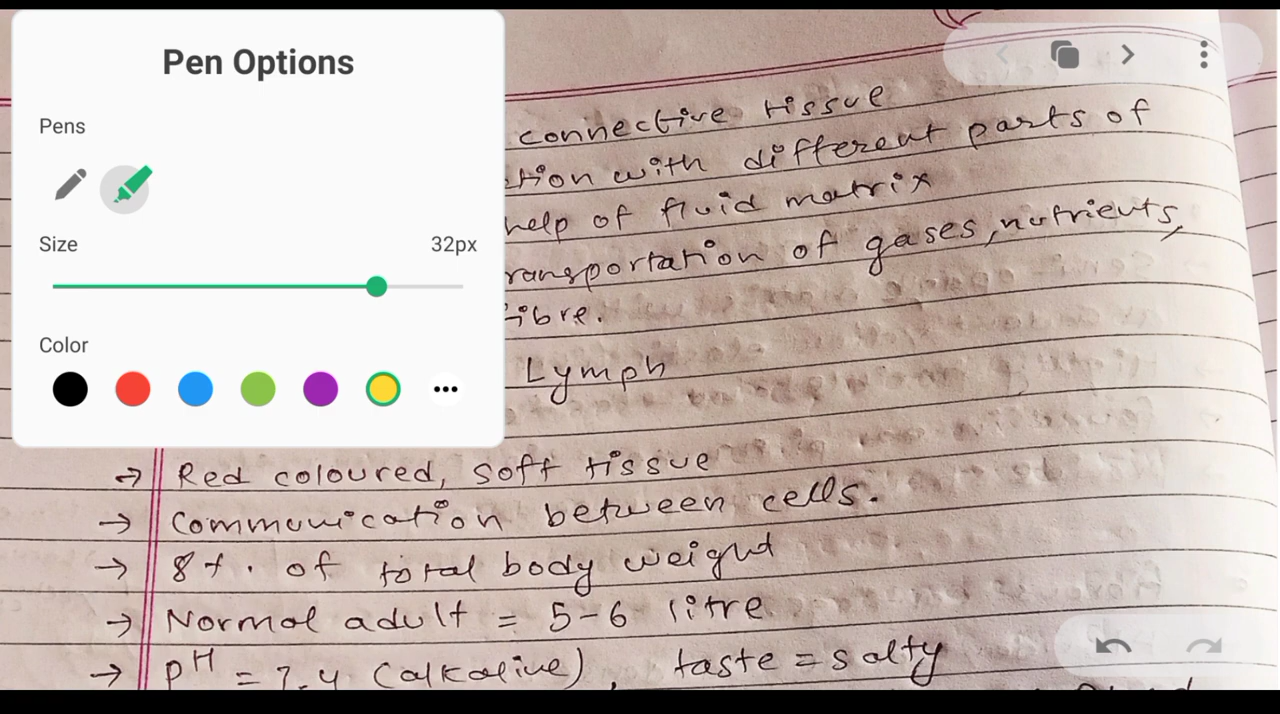 Pen Options
Pens
Size 32px
Color
connective tissue
tion with different parts of
help of fluid matrix
ransportation of gases, nutrients,
ibre.
Lymph
→ Red coloured, soft tissue
→ Communication between cells.
→ 8%. of total body weight
→ Normal adult = 5-6 litre
→ pH = 7.4 (alkaline), taste = salty